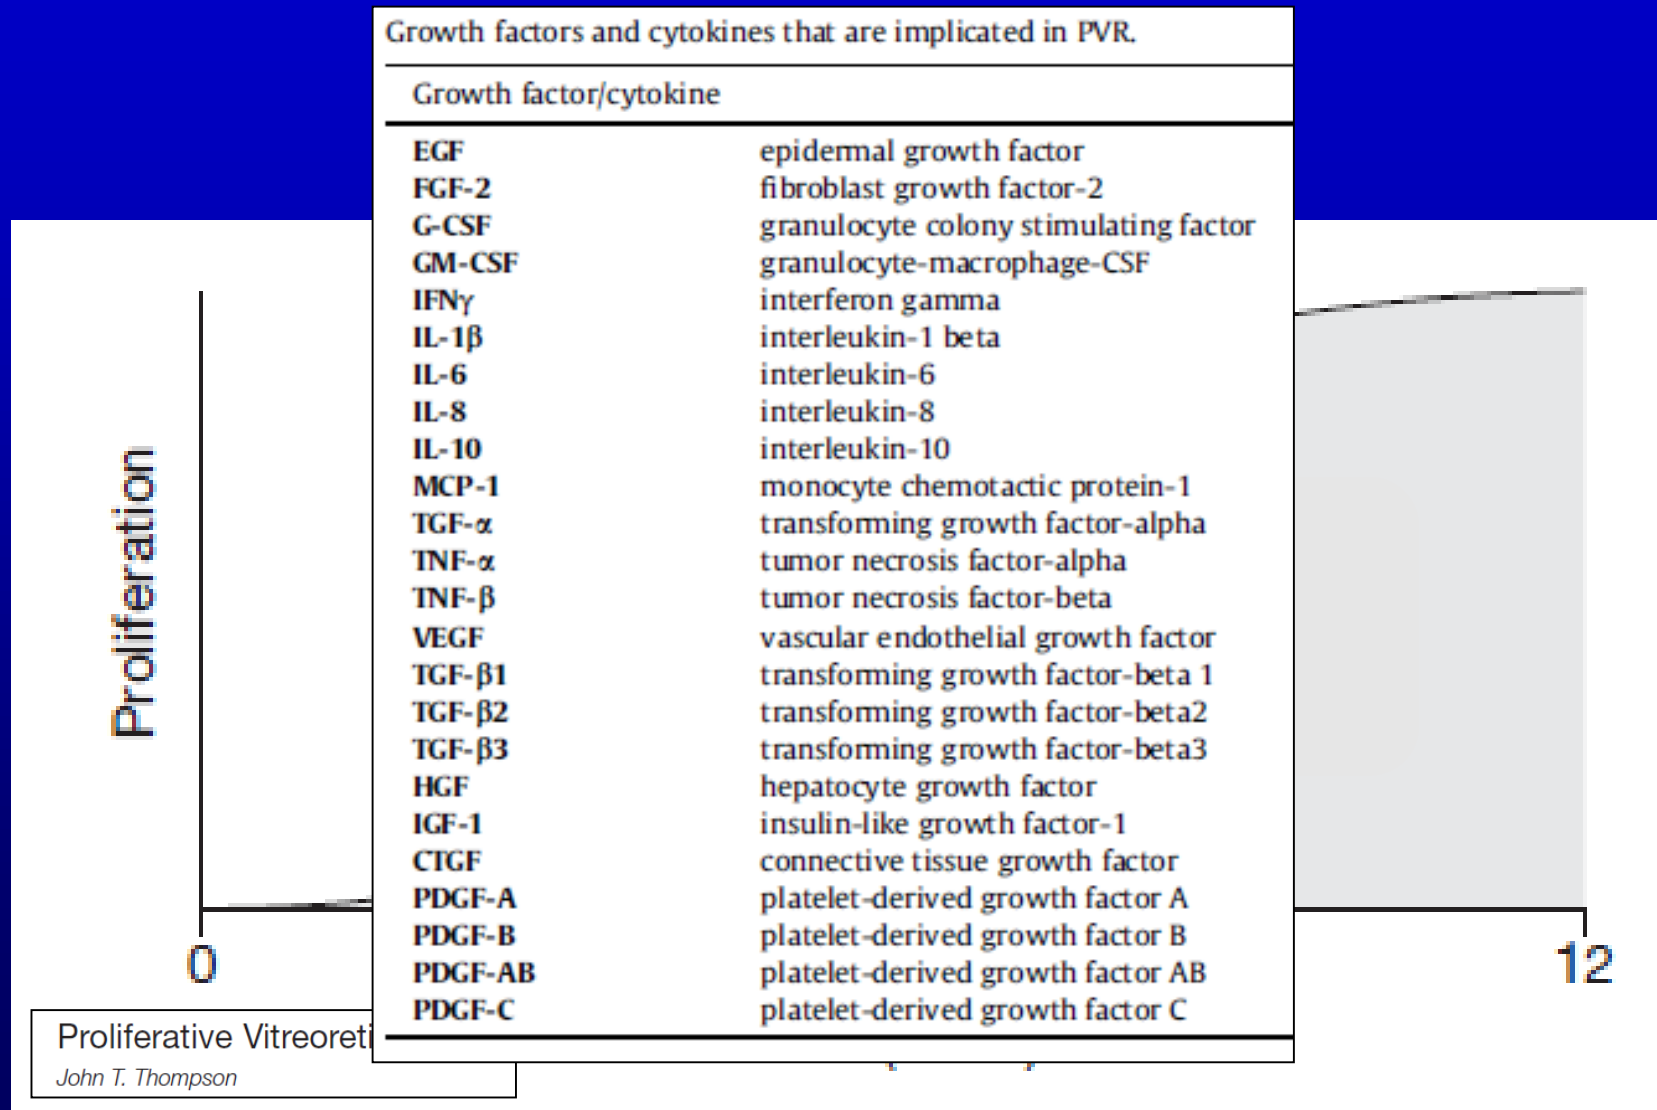 Growth factors and cytokines that are implicated in PVR.
Growth factor/cytokine
EGF epidermal growth factor
FGF-2 fibroblast growth factor-2
G-CSF granulocyte colony stimulating factor
GM-CSF granulocyte-macrophage-CSF
IFNγ interferon gamma
IL-1β interleukin-1 beta
IL-6 interleukin-6
IL-8 interleukin-8
IL-10 interleukin-10
MCP-1 monocyte chemotactic protein-1
TGF-α transforming growth factor-alpha
TNF-α tumor necrosis factor-alpha
TNF-β tumor necrosis factor-beta
VEGF vascular endothelial growth factor
TGF-β1 transforming growth factor-beta 1
TGF-β2 transforming growth factor-beta2
TGF-β3 transforming growth factor-beta3
HGF hepatocyte growth factor
IGF-1 insulin-like growth factor-1
CTGF connective tissue growth factor
PDGF-A platelet-derived growth factor A
PDGF-B platelet-derived growth factor B
PDGF-AB platelet-derived growth factor AB
PDGF-C platelet-derived growth factor C
Proliferation
0 12
Proliferative Vitreoreti
John T. Thompson